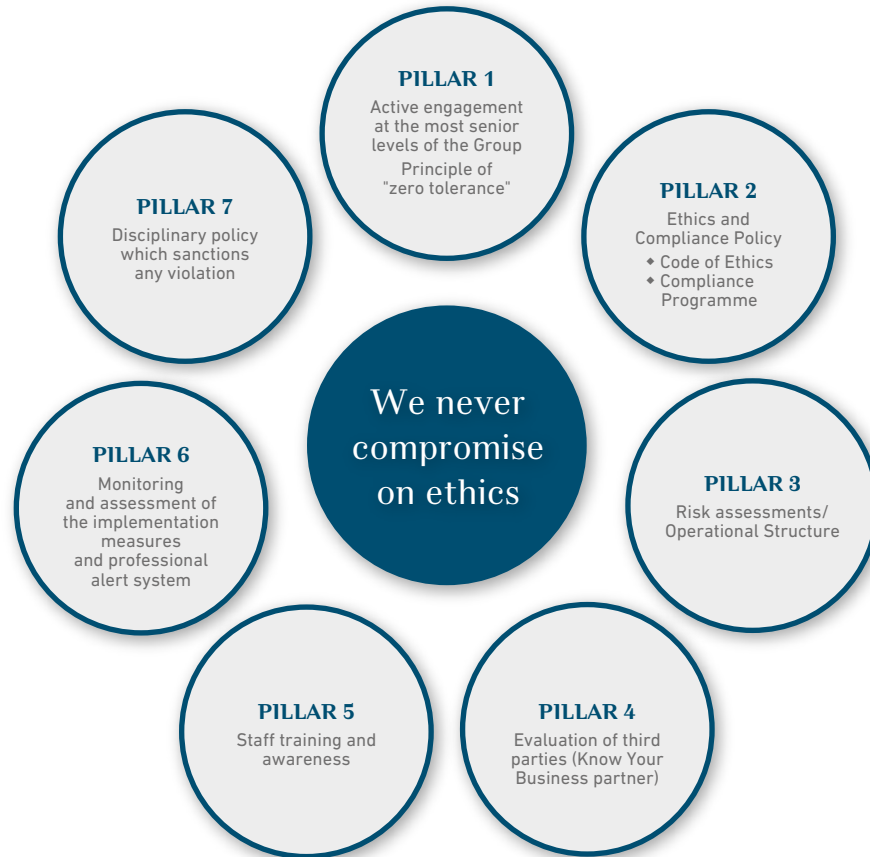 PILLAR 1
Active engagement
at the most senior
levels of the Group
Principle of
"zero tolerance"
PILLAR 2
Ethics and
Compliance Policy
◆ Code of Ethics
◆ Compliance
Programme
PILLAR 3
Risk assessments/
Operational Structure
PILLAR 4
Evaluation of third
parties (Know Your
Business partner)
PILLAR 5
Staff training and
awareness
PILLAR 6
Monitoring
and assessment of
the implementation
measures
and professional
alert system
PILLAR 7
Disciplinary policy
which sanctions
any violation
We never
compromise
on ethics